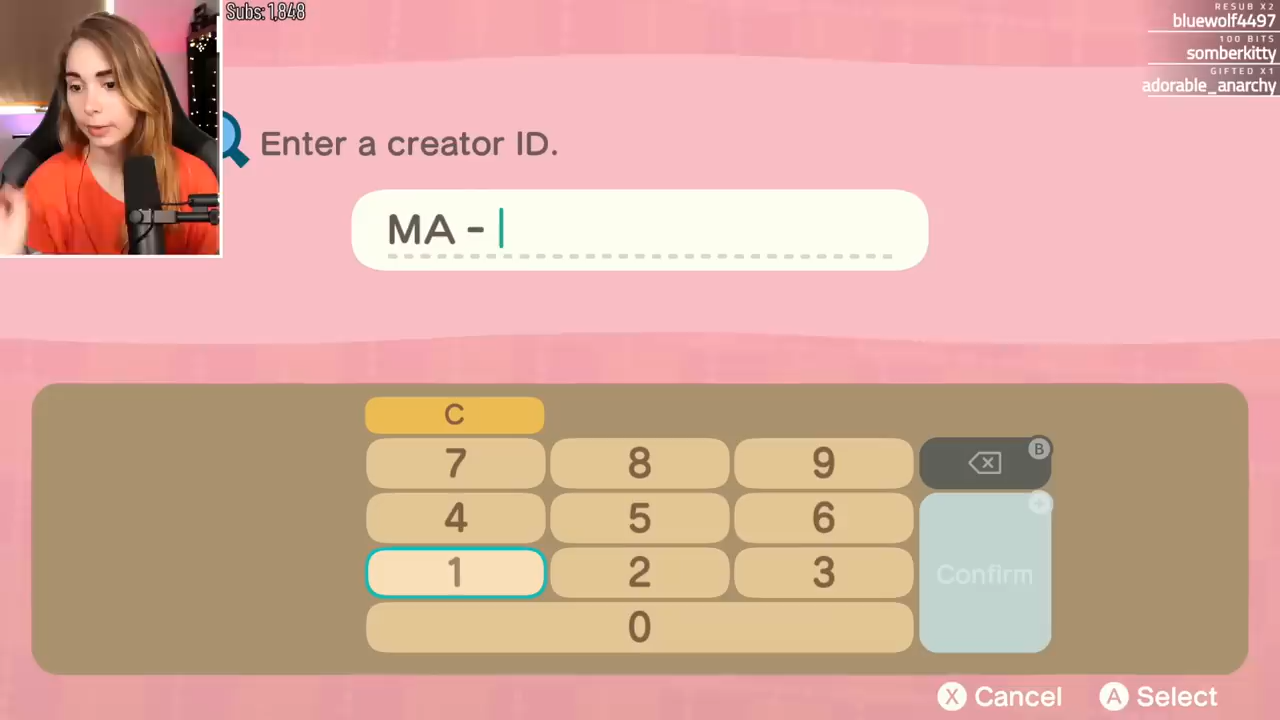 Subs: 1,848
RESUB X2
bluewolf4497
100 BITS
somberkitty
GIFTED X1
adorable_anarchy
Enter a creator ID.
MA -
C
7 8 9 B
4 5 6 +
1 2 3 Confirm
0
X Cancel A Select